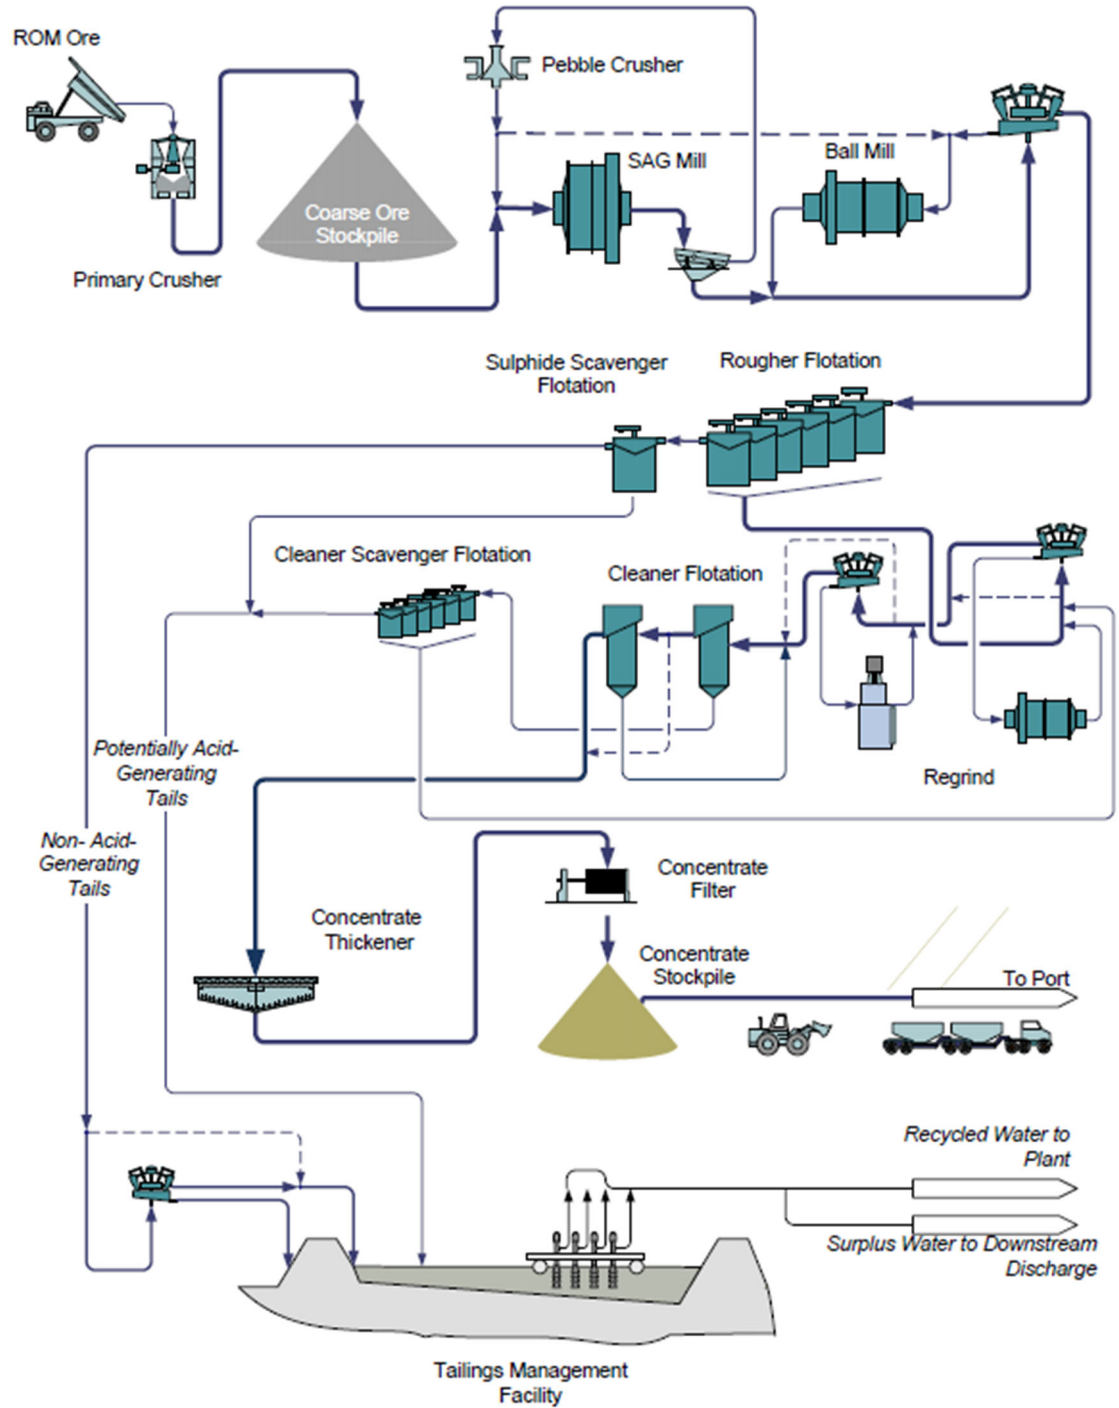 ROM Ore
Pebble Crusher
SAG Mill
Ball Mill
Coarse Ore
Stockpile
Primary Crusher
Sulphide Scavenger
Flotation
Rougher Flotation
Cleaner Scavenger Flotation
Cleaner Flotation
Potentially Acid-
Generating
Tails
Regrind
Non- Acid-
Generating
Tails
Concentrate
Filter
Concentrate
Thickener
Concentrate
Stockpile
To Port
Recycled Water to
Plant
Surplus Water to Downstream
Discharge
Tailings Management
Facility